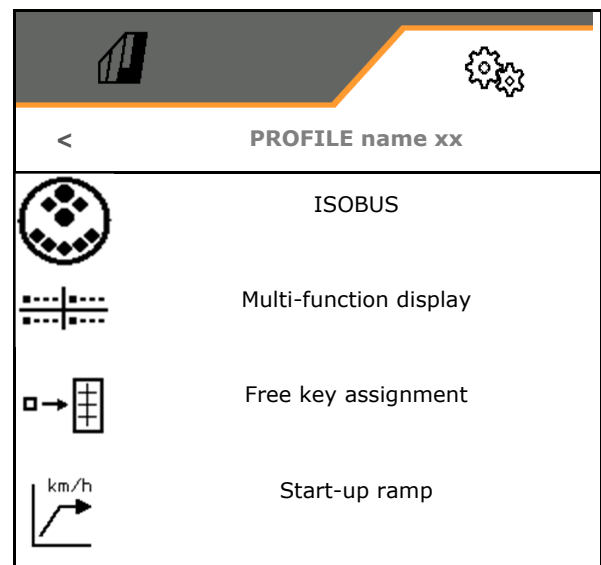 <
PROFILE name xx
ISOBUS
Multi-function display
Free key assignment
km/h
Start-up ramp